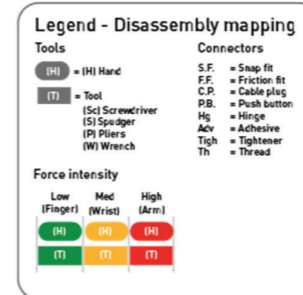 Legend - Disassembly mapping
Tools
(H) = (H) Hand
(T) = Tool
(Sc) Screwdriver
(S) Spudger
(P) Pliers
(W) Wrench
Connectors
S.F. = Snap fit
F.F. = Friction fit
C.P. = Cable plug
P.B. = Push button
Hg = Hinge
Adv = Adhesive
Tigh = Tightener
Th = Thread
Force intensity
Low Med High
(Finger) (Wrist) (Arm)
(H) (H) (H)
(T) (T) (T)